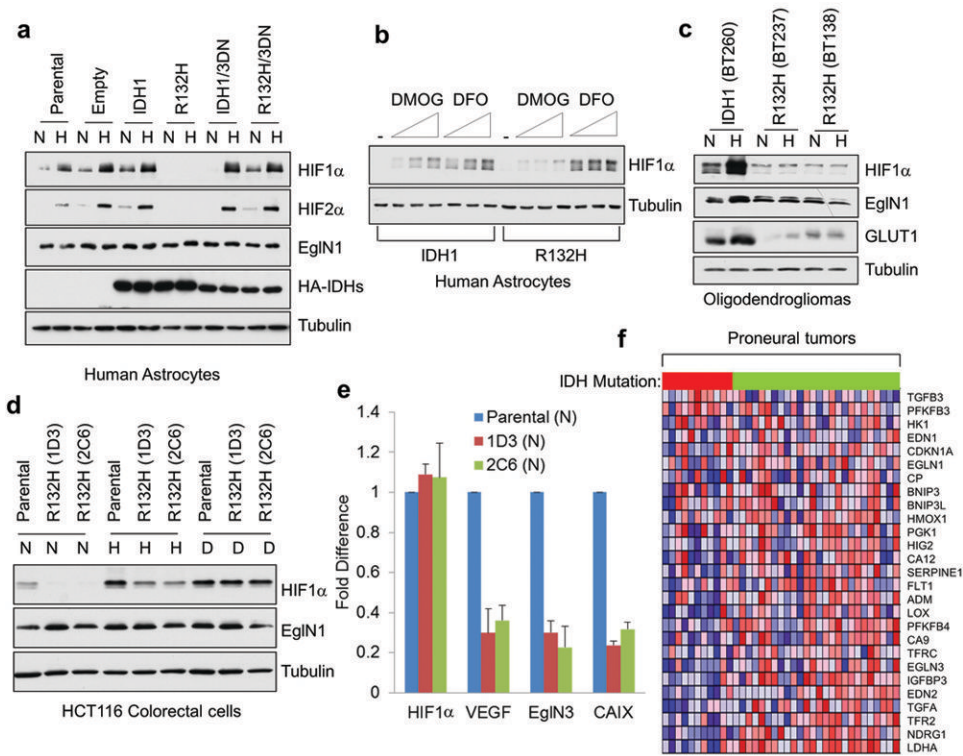 a
Parental
Empty
IDH1
R132H
IDH1/3DN
R132H/3DN
N H N H N H N H N H N H
HIF1α
HIF2α
EglN1
HA-IDHs
Tubulin
Human Astrocytes
b
DMOG DFO DMOG DFO
- -
HIF1α
Tubulin
IDH1 R132H
Human Astrocytes
c
IDH1 (BT260)
R132H (BT237)
R132H (BT138)
N H N H N H
HIF1α
EglN1
GLUT1
Tubulin
Oligodendrogliomas
d
Parental
R132H (1D3)
R132H (2C6)
Parental
R132H (1D3)
R132H (2C6)
Parental
R132H (1D3)
R132H (2C6)
N N N H H H D D D
HIF1α
EglN1
Tubulin
HCT116 Colorectal cells
e
Fold Difference
1.4
1.2
1
0.8
0.6
0.4
0.2
0
Parental (N)
1D3 (N)
2C6 (N)
HIF1α VEGF EglN3 CAIX
f
Proneural tumors
IDH Mutation:
TGFB3
PFKFB3
HK1
EDN1
CDKN1A
EGLN1
CP
BNIP3
BNIP3L
HMOX1
PGK1
HIG2
CA12
SERPINE1
FLT1
ADM
LOX
PFKFB4
CA9
TFRC
EGLN3
IGFBP3
EDN2
TGFA
TFR2
NDRG1
LDHA